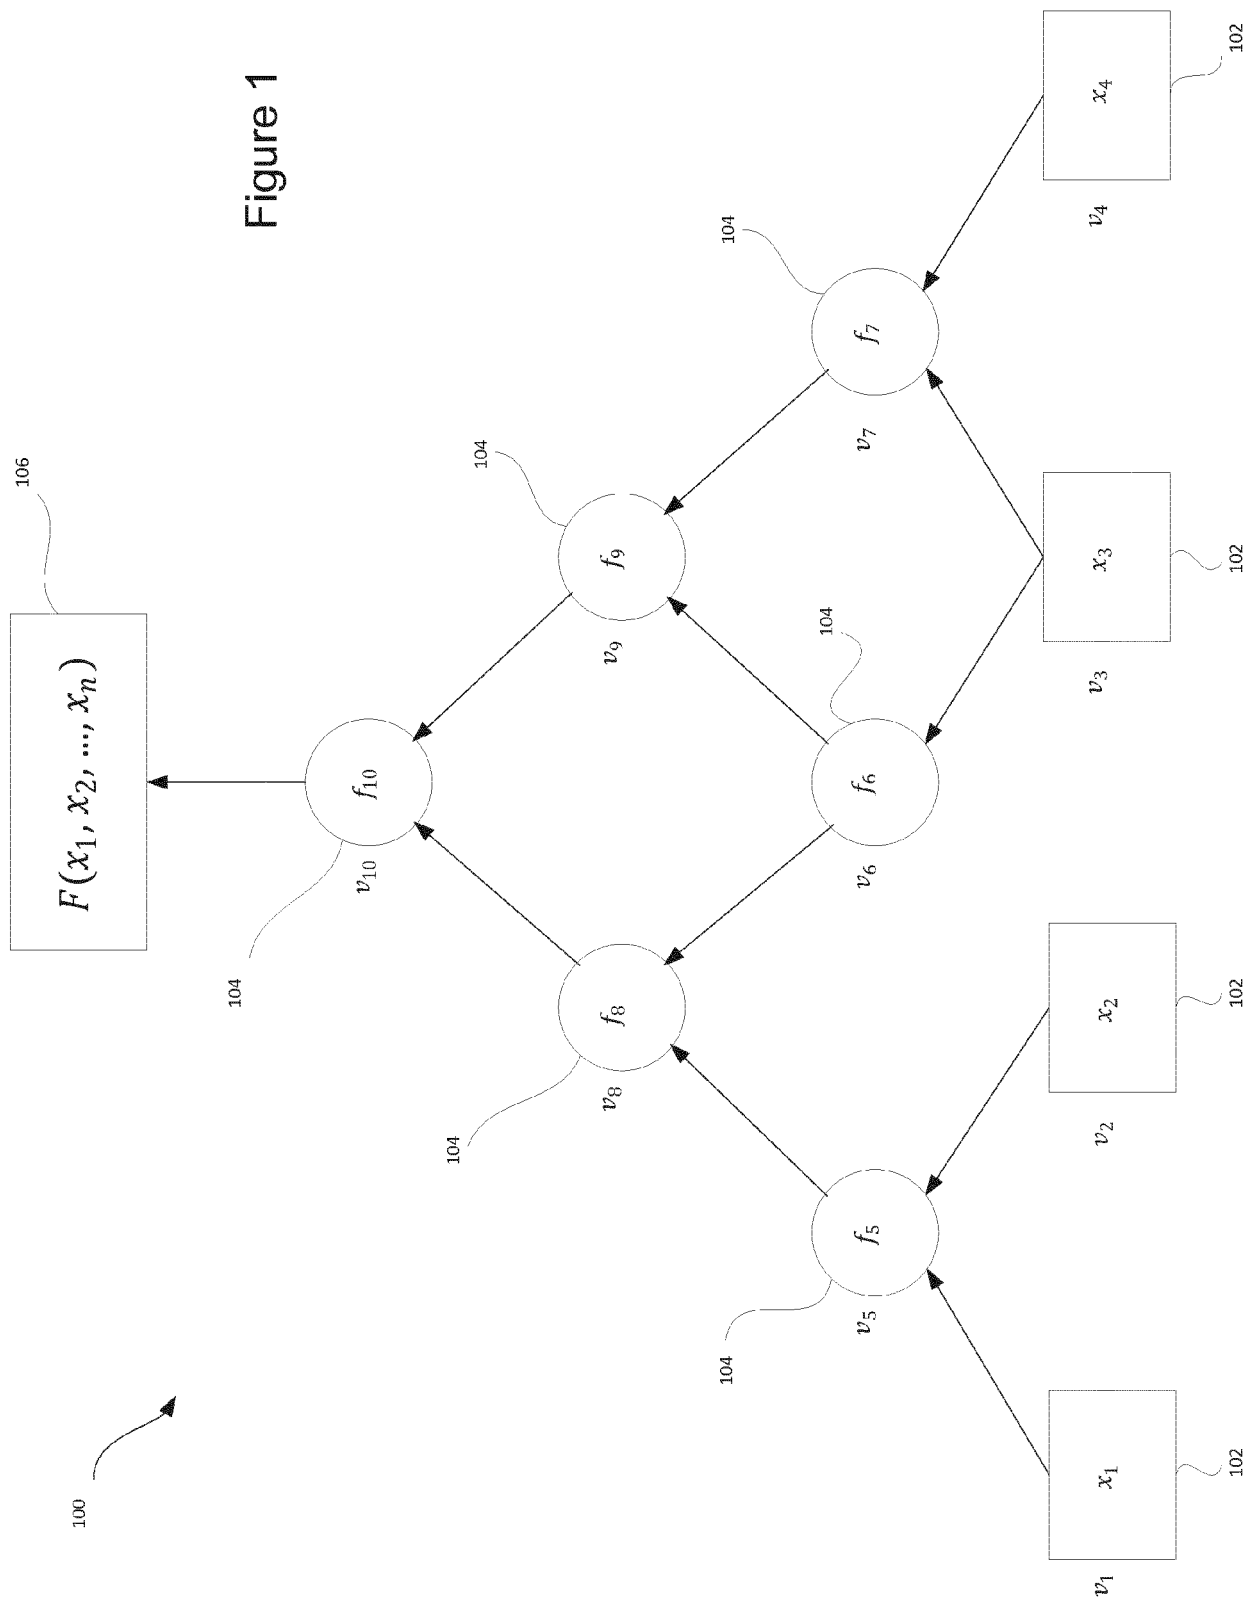 Figure 1
100
106
F(x₁, x₂, ..., xₙ)
104
f₁₀
v₁₀
104
f₈
v₈
104
f₉
v₉
104
f₅
v₅
104
f₆
v₆
104
f₇
v₇
x₁
v₁
102
x₂
v₂
102
x₃
v₃
102
x₄
v₄
102